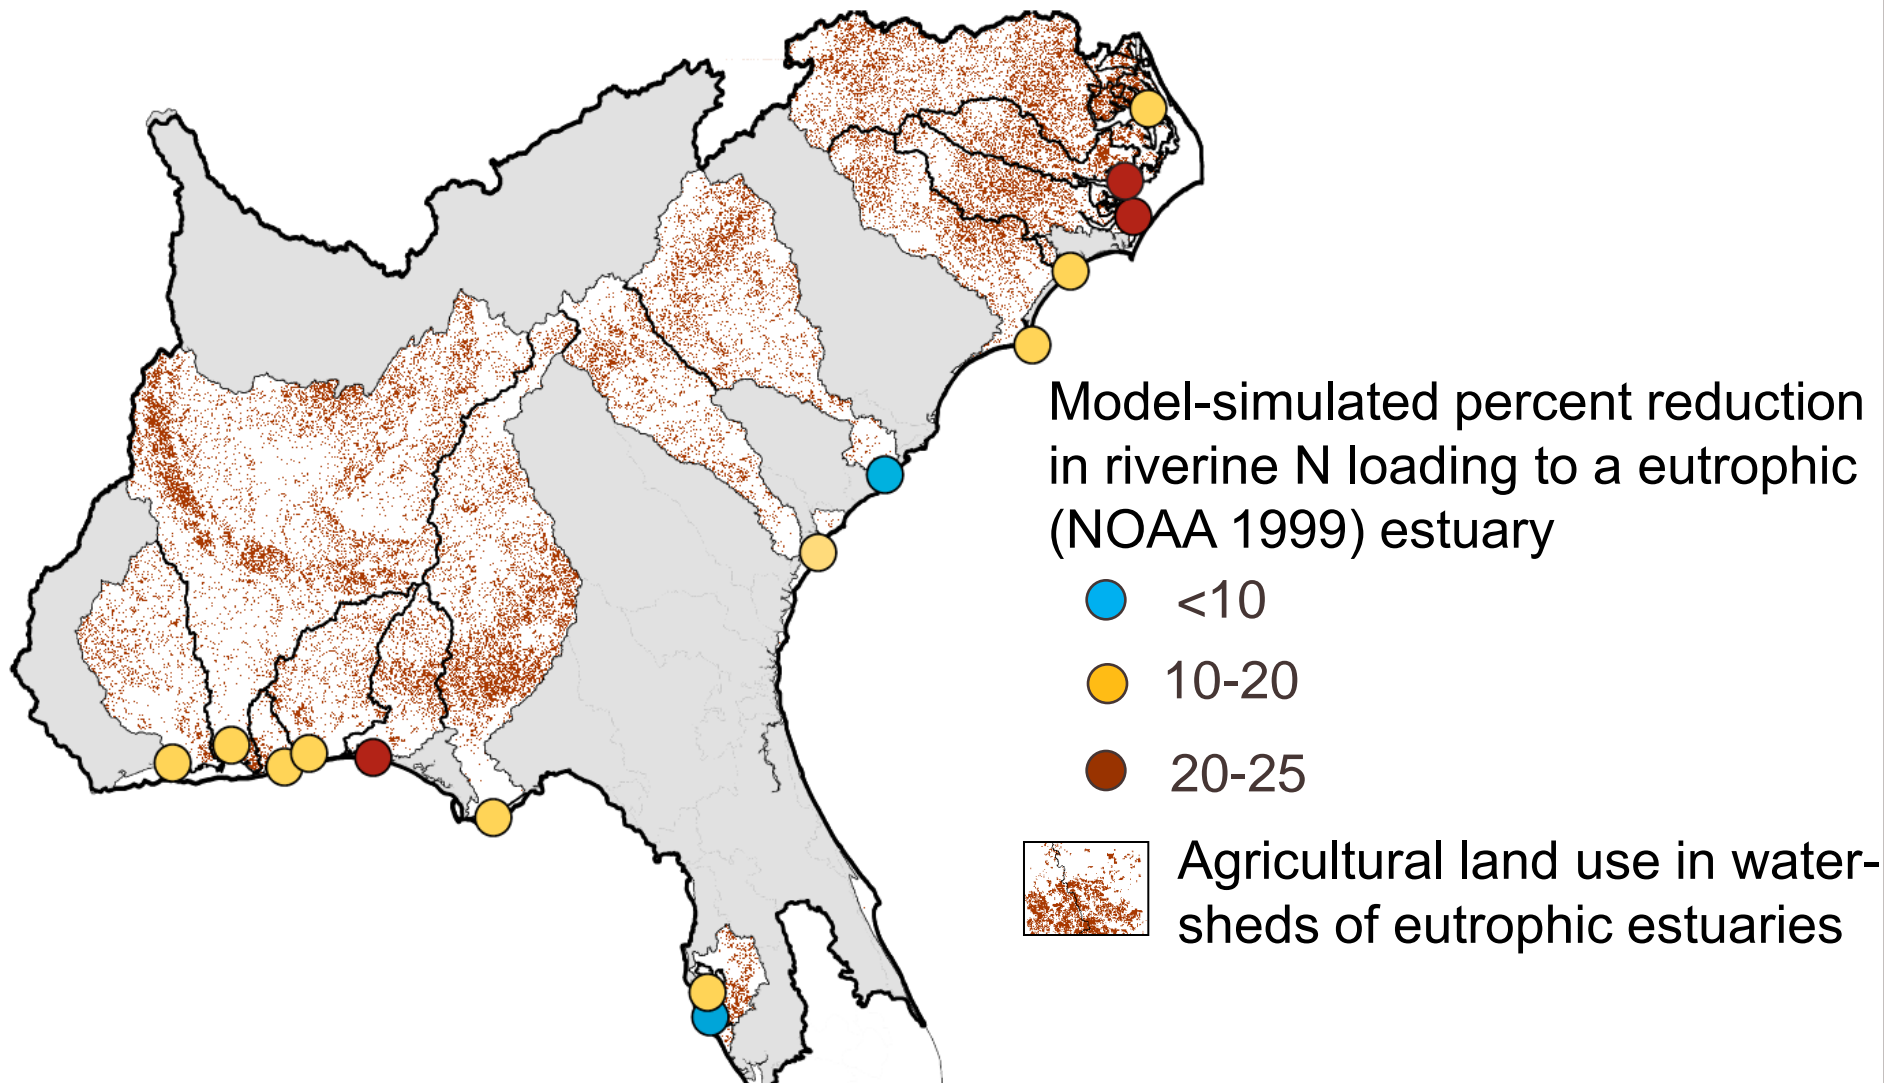 Model-simulated percent reduction
in riverine N loading to a eutrophic
(NOAA 1999) estuary
<10
10-20
20-25
Agricultural land use in water-
sheds of eutrophic estuaries